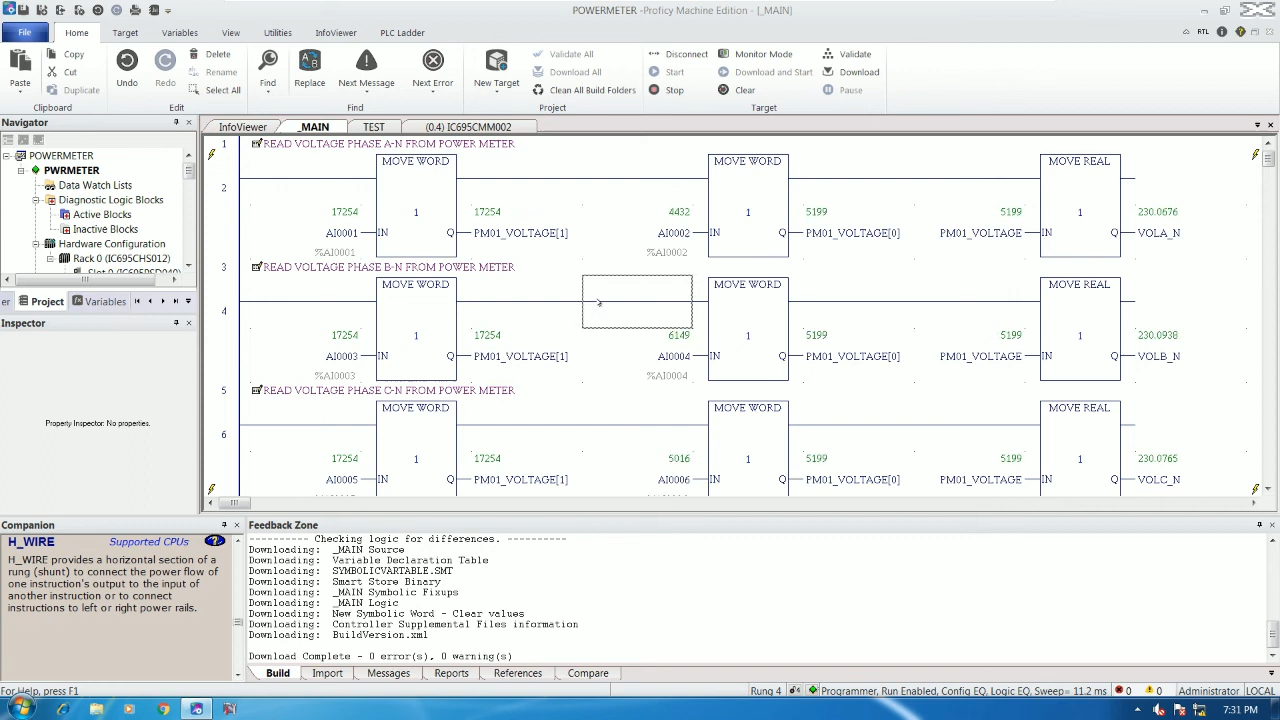 POWERMETER -Proficy Machine Edition - [_MAIN]
File
Home
Target
Variables
View
Utilities
InfoViewer
PLC Ladder
RTL
Paste
Copy
Cut
Duplicate
Clipboard
Undo
Redo
Delete
Rename
Select All
Edit
Find
Replace
Next Message
Next Error
Find
New Target
Validate All
Download All
Clean All Build Folders
Project
Disconnect
Start
Stop
Monitor Mode
Download and Start
Clear
Validate
Download
Pause
Target
Navigator
POWERMETER
PWRMETER
Data Watch Lists
Diagnostic Logic Blocks
Active Blocks
Inactive Blocks
Hardware Configuration
Rack 0 (IC695CHS012)
Slot 0 (IC695PSD040)
er
Project
Variables
Inspector
Property Inspector: No properties.
InfoViewer
_MAIN
TEST
(0.4) IC695CMM002
1
READ VOLTAGE PHASE A-N FROM POWER METER
MOVE WORD
MOVE WORD
MOVE REAL
2
17254
1
17254
4432
1
5199
5199
1
230.0676
AI0001
IN
Q
PM01_VOLTAGE[1]
AI0002
IN
Q
PM01_VOLTAGE[0]
PM01_VOLTAGE
IN
Q
VOLA_N
%AI0001
%AI0002
3
READ VOLTAGE PHASE B-N FROM POWER METER
MOVE WORD
MOVE WORD
MOVE REAL
4
17254
1
17254
6149
1
5199
5199
1
230.0938
AI0003
IN
Q
PM01_VOLTAGE[1]
AI0004
IN
Q
PM01_VOLTAGE[0]
PM01_VOLTAGE
IN
Q
VOLB_N
%AI0003
%AI0004
5
READ VOLTAGE PHASE C-N FROM POWER METER
MOVE WORD
MOVE WORD
MOVE REAL
6
17254
1
17254
5016
1
5199
5199
1
230.0765
AI0005
IN
Q
PM01_VOLTAGE[1]
AI0006
IN
Q
PM01_VOLTAGE[0]
PM01_VOLTAGE
IN
Q
VOLC_N
Companion
H_WIRE
Supported CPUs
H_WIRE provides a horizontal section of a
rung (shunt) to connect the power flow of
one instruction's output to the input of
another instruction or to connect
instructions to left or right power rails.
Feedback Zone
---------- Checking logic for differences. ----------
Downloading: _MAIN Source
Downloading: Variable Declaration Table
Downloading: SYMBOLICVARTABLE.SMT
Downloading: Smart Store Binary
Downloading: _MAIN Symbolic Fixups
Downloading: _MAIN Logic
Downloading: New Symbolic Word - Clear values
Downloading: Controller Supplemental Files information
Downloading: BuildVersion.xml
Download Complete - 0 error(s), 0 warning(s)
Build
Import
Messages
Reports
References
Compare
For Help, press F1
Rung 4
Programmer, Run Enabled, Config EQ, Logic EQ, Sweep= 11.2 ms
0
0
Administrator
LOCAL
7:31 PM